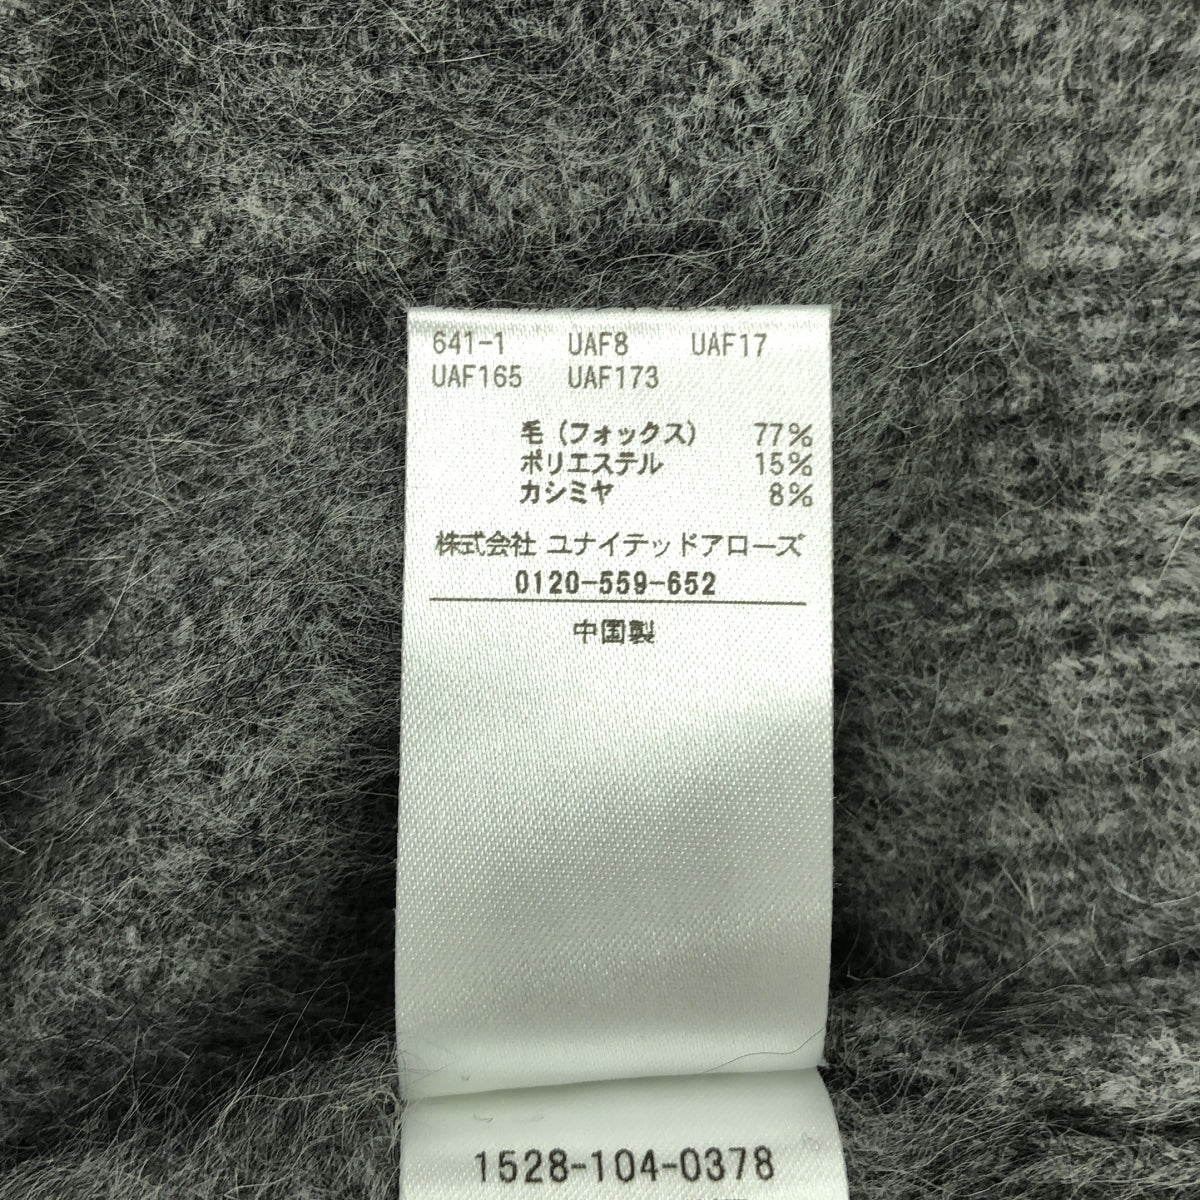 641-1 UAF8 UAF17
UAF165 UAF173
毛(フォックス) 77%
ポリエステル 15%
カシミヤ 8%
株式会社 ユナイテッドアローズ
0120-559-652
中国製
1528-104-0378